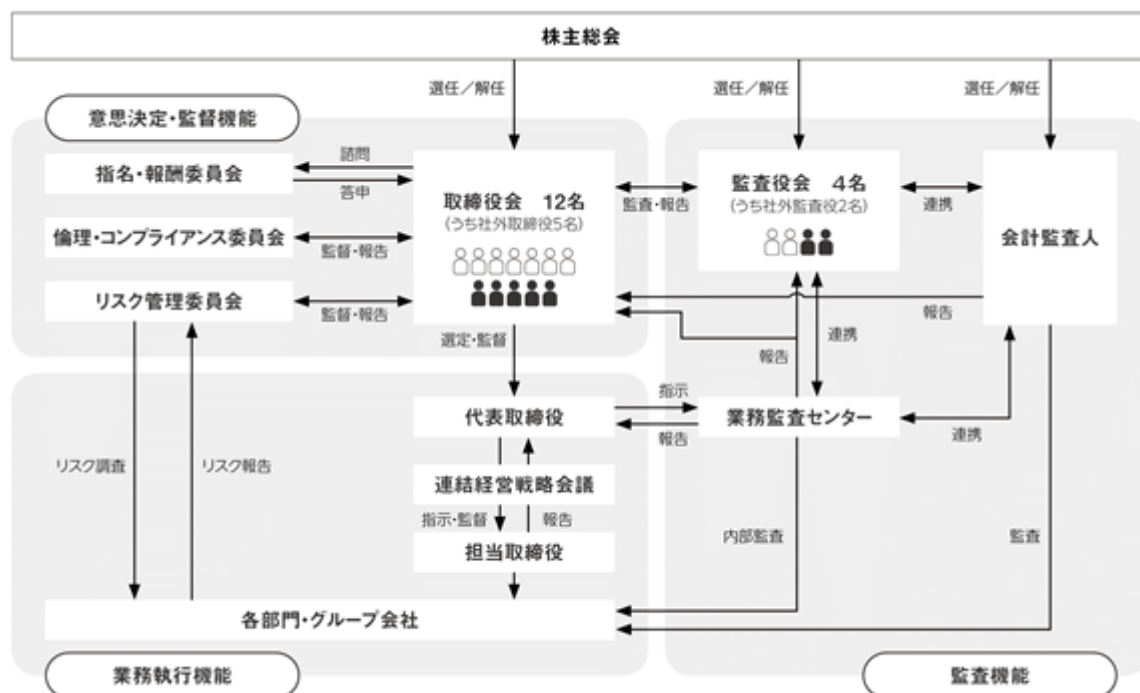 株主総会
選任／解任
選任／解任
選任／解任
意思決定・監督機能
指名・報酬委員会
諮問
答申
取締役会 12名
(うち社外取締役5名)
監査・報告
監査役会 4名
(うち社外監査役2名)
連携
会計監査人
倫理・コンプライアンス委員会
監督・報告
リスク管理委員会
監督・報告
報告
選定・監督
報告
連携
代表取締役
指示
報告
業務監査センター
連携
リスク調査
リスク報告
連結経営戦略会議
指示・監督
報告
内部監査
監査
担当取締役
各部門・グループ会社
業務執行機能
監査機能